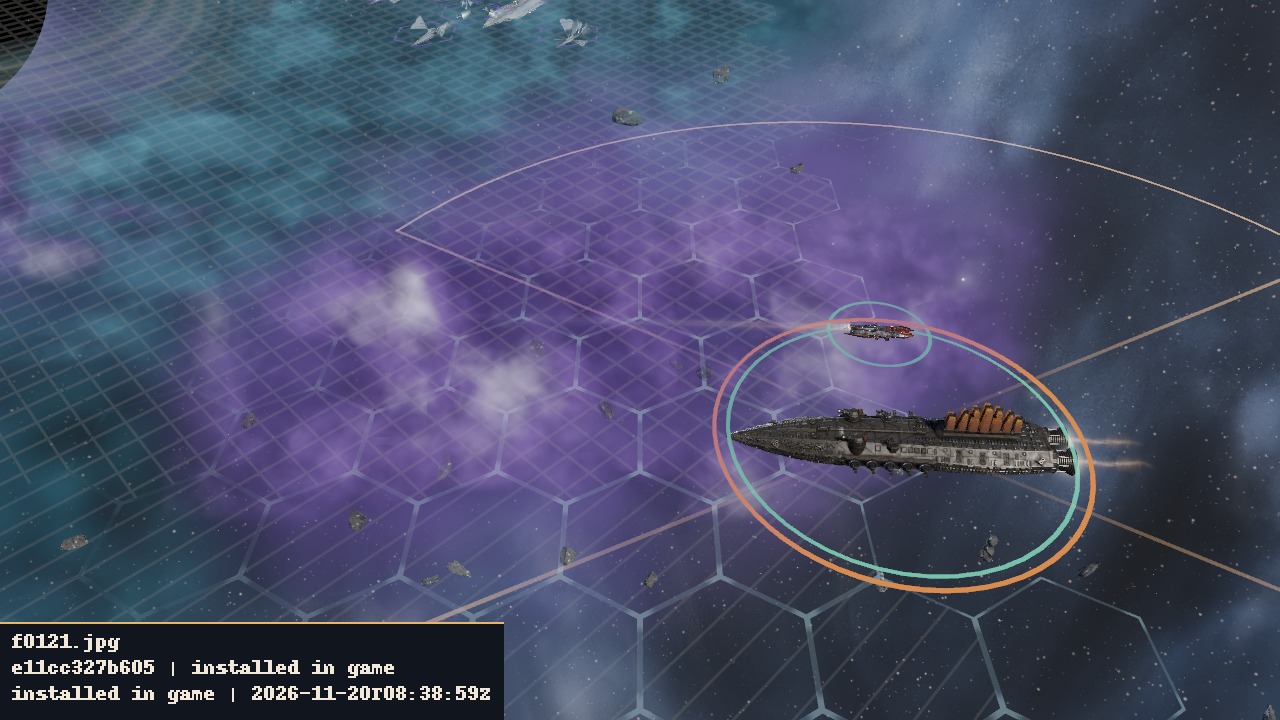 f0121.jpg
e11cc327b605 | installed in game
installed in game | 2026-11-20T08:38:59Z